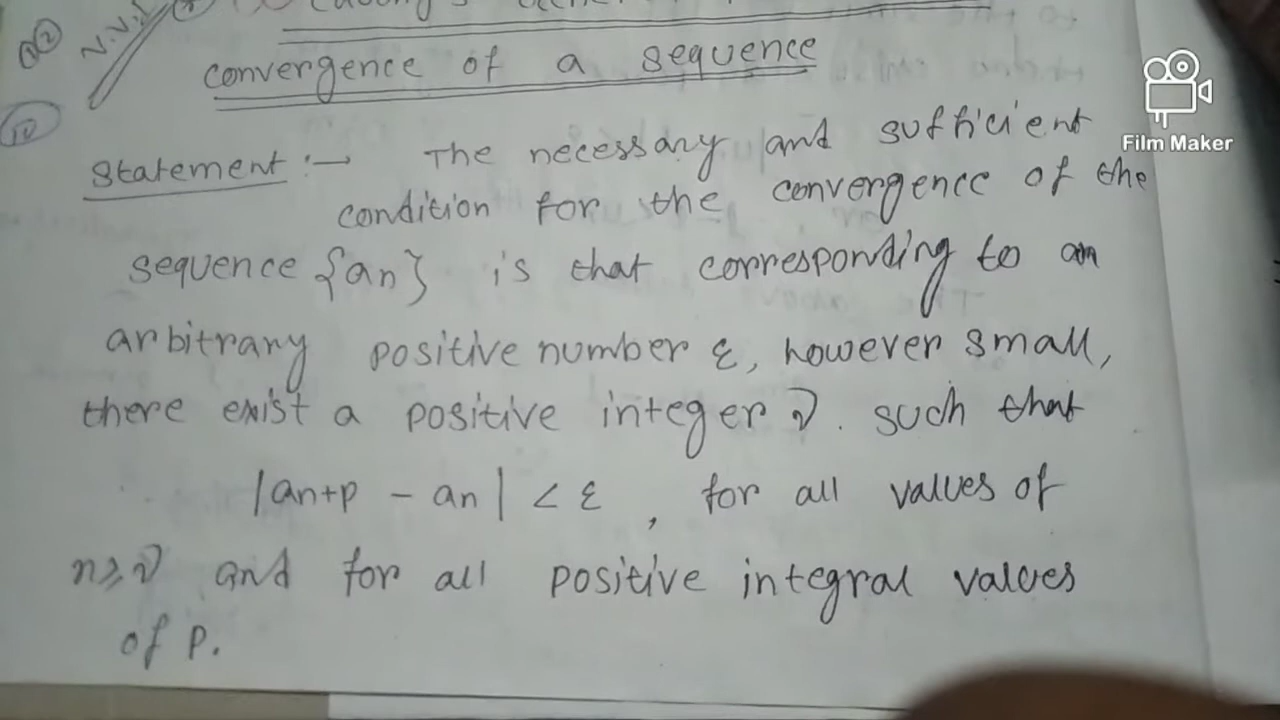 convergence of a sequence
Statement :→ The necessary and sufficient
condition for the convergence of the
sequence {an} is that corresponding to an
arbitrary positive number ε, however small,
there exist a positive integer ν. such that
|an+p - an| < ε , for all values of
n≥ν and for all positive integral values
of p.
Film Maker